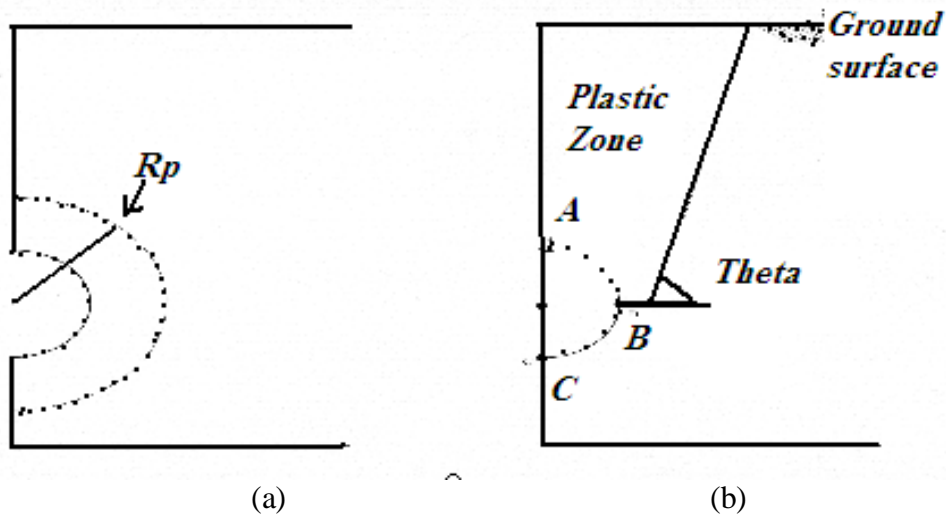 Rp
Ground
surface
Plastic
Zone
A
Theta
B
C
(a)
(b)